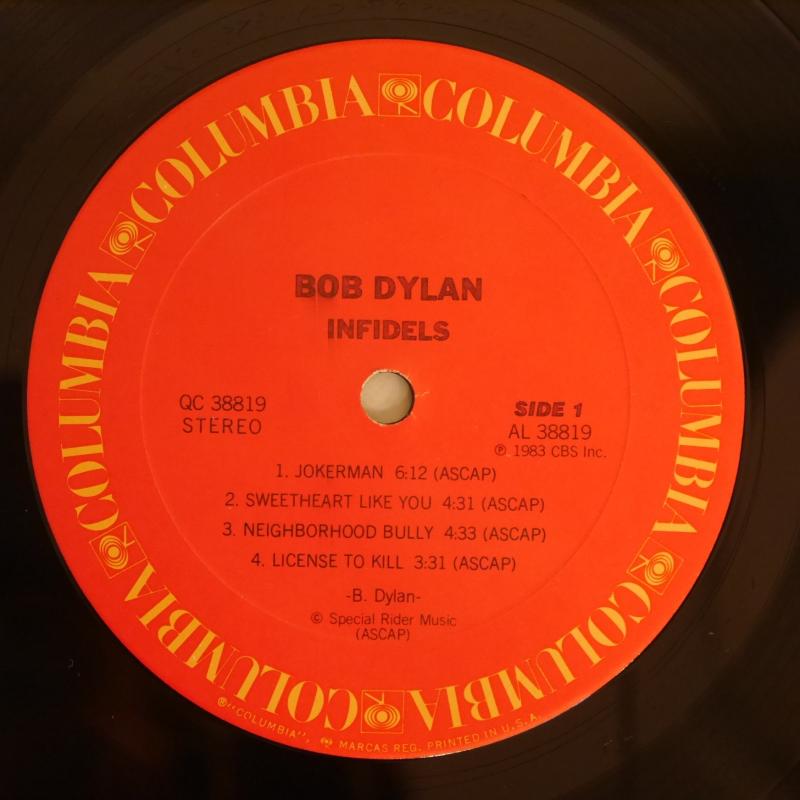 COLUMBIA COLUMBIA COLUMBIA COLUMBIA COLUMBIA COLUMBIA COLUMBIA COLUMBIA
BOB DYLAN
INFIDELS
QC 38819
STEREO
SIDE 1
AL 38819
℗ 1983 CBS Inc.
1. JOKERMAN 6:12 (ASCAP)
2. SWEETHEART LIKE YOU 4:31 (ASCAP)
3. NEIGHBORHOOD BULLY 4:33 (ASCAP)
4. LICENSE TO KILL 3:31 (ASCAP)
-B. Dylan-
© Special Rider Music
(ASCAP)
®"COLUMBIA", MARCAS REG. PRINTED IN U.S.A.